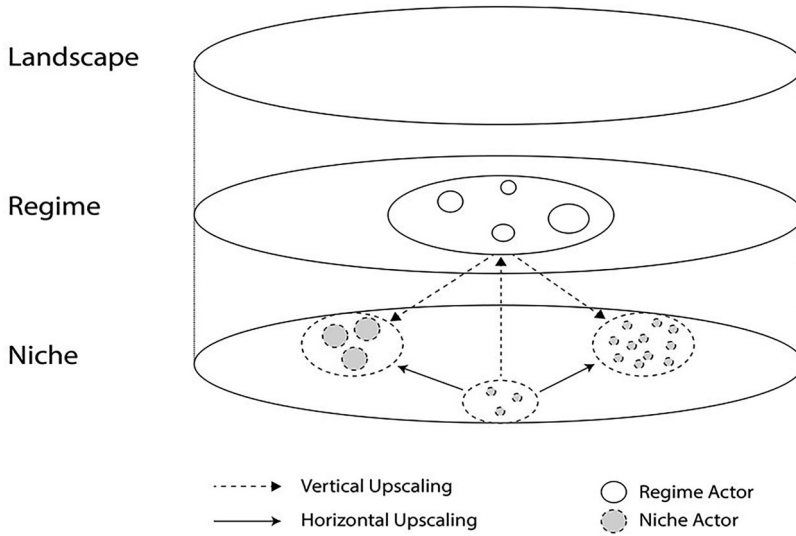 Landscape
Regime
Niche
Vertical Upscaling
Horizontal Upscaling
Regime Actor
Niche Actor